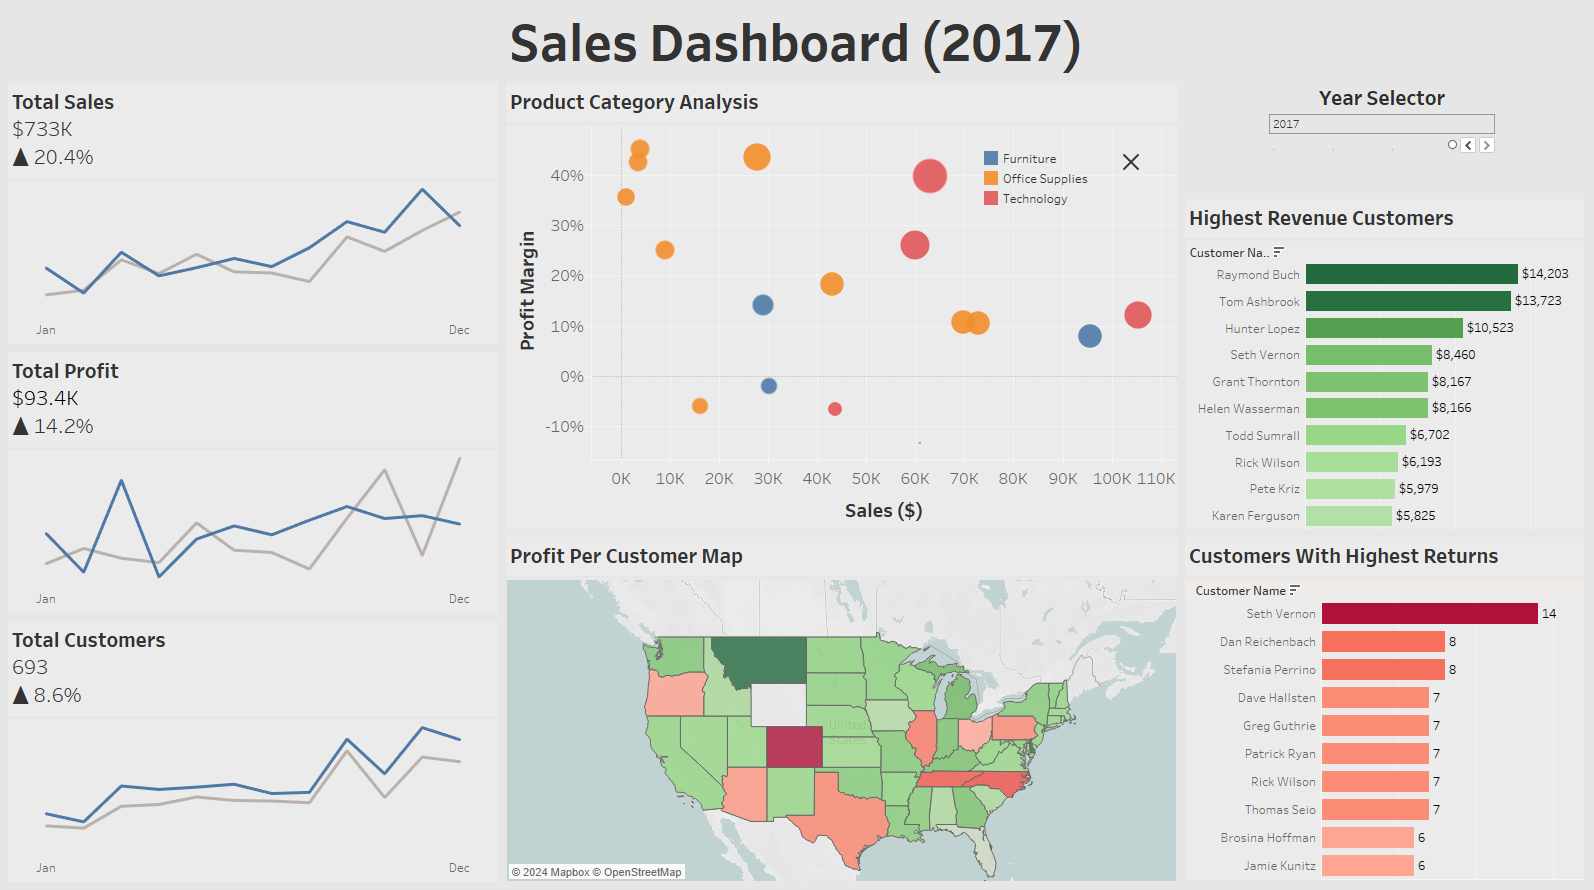 Sales Dashboard (2017)
Total Sales
$733K
▲ 20.4%
Jan
Dec
Total Profit
$93.4K
▲ 14.2%
Jan
Dec
Total Customers
693
▲ 8.6%
Jan
Dec
Product Category Analysis
Furniture
Office Supplies
Technology
Profit Margin
40%
30%
20%
10%
0%
-10%
0K 10K 20K 30K 40K 50K 60K 70K 80K 90K 100K 110K
Sales ($)
Profit Per Customer Map
United
States
© 2024 Mapbox © OpenStreetMap
Year Selector
2017
Highest Revenue Customers
Customer Na..
Raymond Buch $14,203
Tom Ashbrook $13,723
Hunter Lopez $10,523
Seth Vernon $8,460
Grant Thornton $8,167
Helen Wasserman $8,166
Todd Sumrall $6,702
Rick Wilson $6,193
Pete Kriz $5,979
Karen Ferguson $5,825
Customers With Highest Returns
Customer Name
Seth Vernon 14
Dan Reichenbach 8
Stefania Perrino 8
Dave Hallsten 7
Greg Guthrie 7
Patrick Ryan 7
Rick Wilson 7
Thomas Seio 7
Brosina Hoffman 6
Jamie Kunitz 6